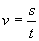 v = s/t